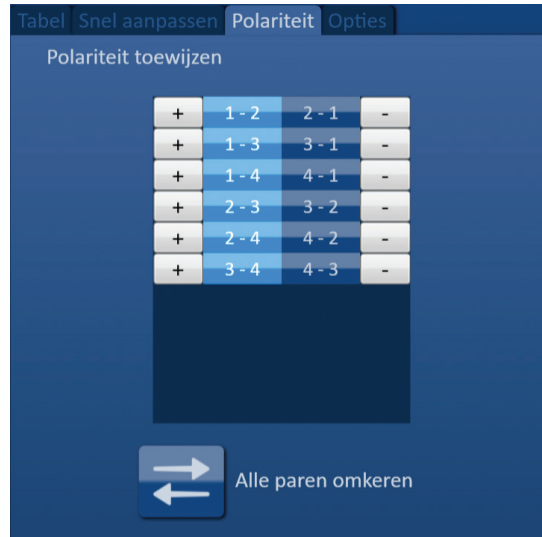 Tabel Snel aanpassen Polariteit Opties
Polariteit toewijzen
+ 1 - 2 2 - 1 -
+ 1 - 3 3 - 1 -
+ 1 - 4 4 - 1 -
+ 2 - 3 3 - 2 -
+ 2 - 4 4 - 2 -
+ 3 - 4 4 - 3 -
Alle paren omkeren